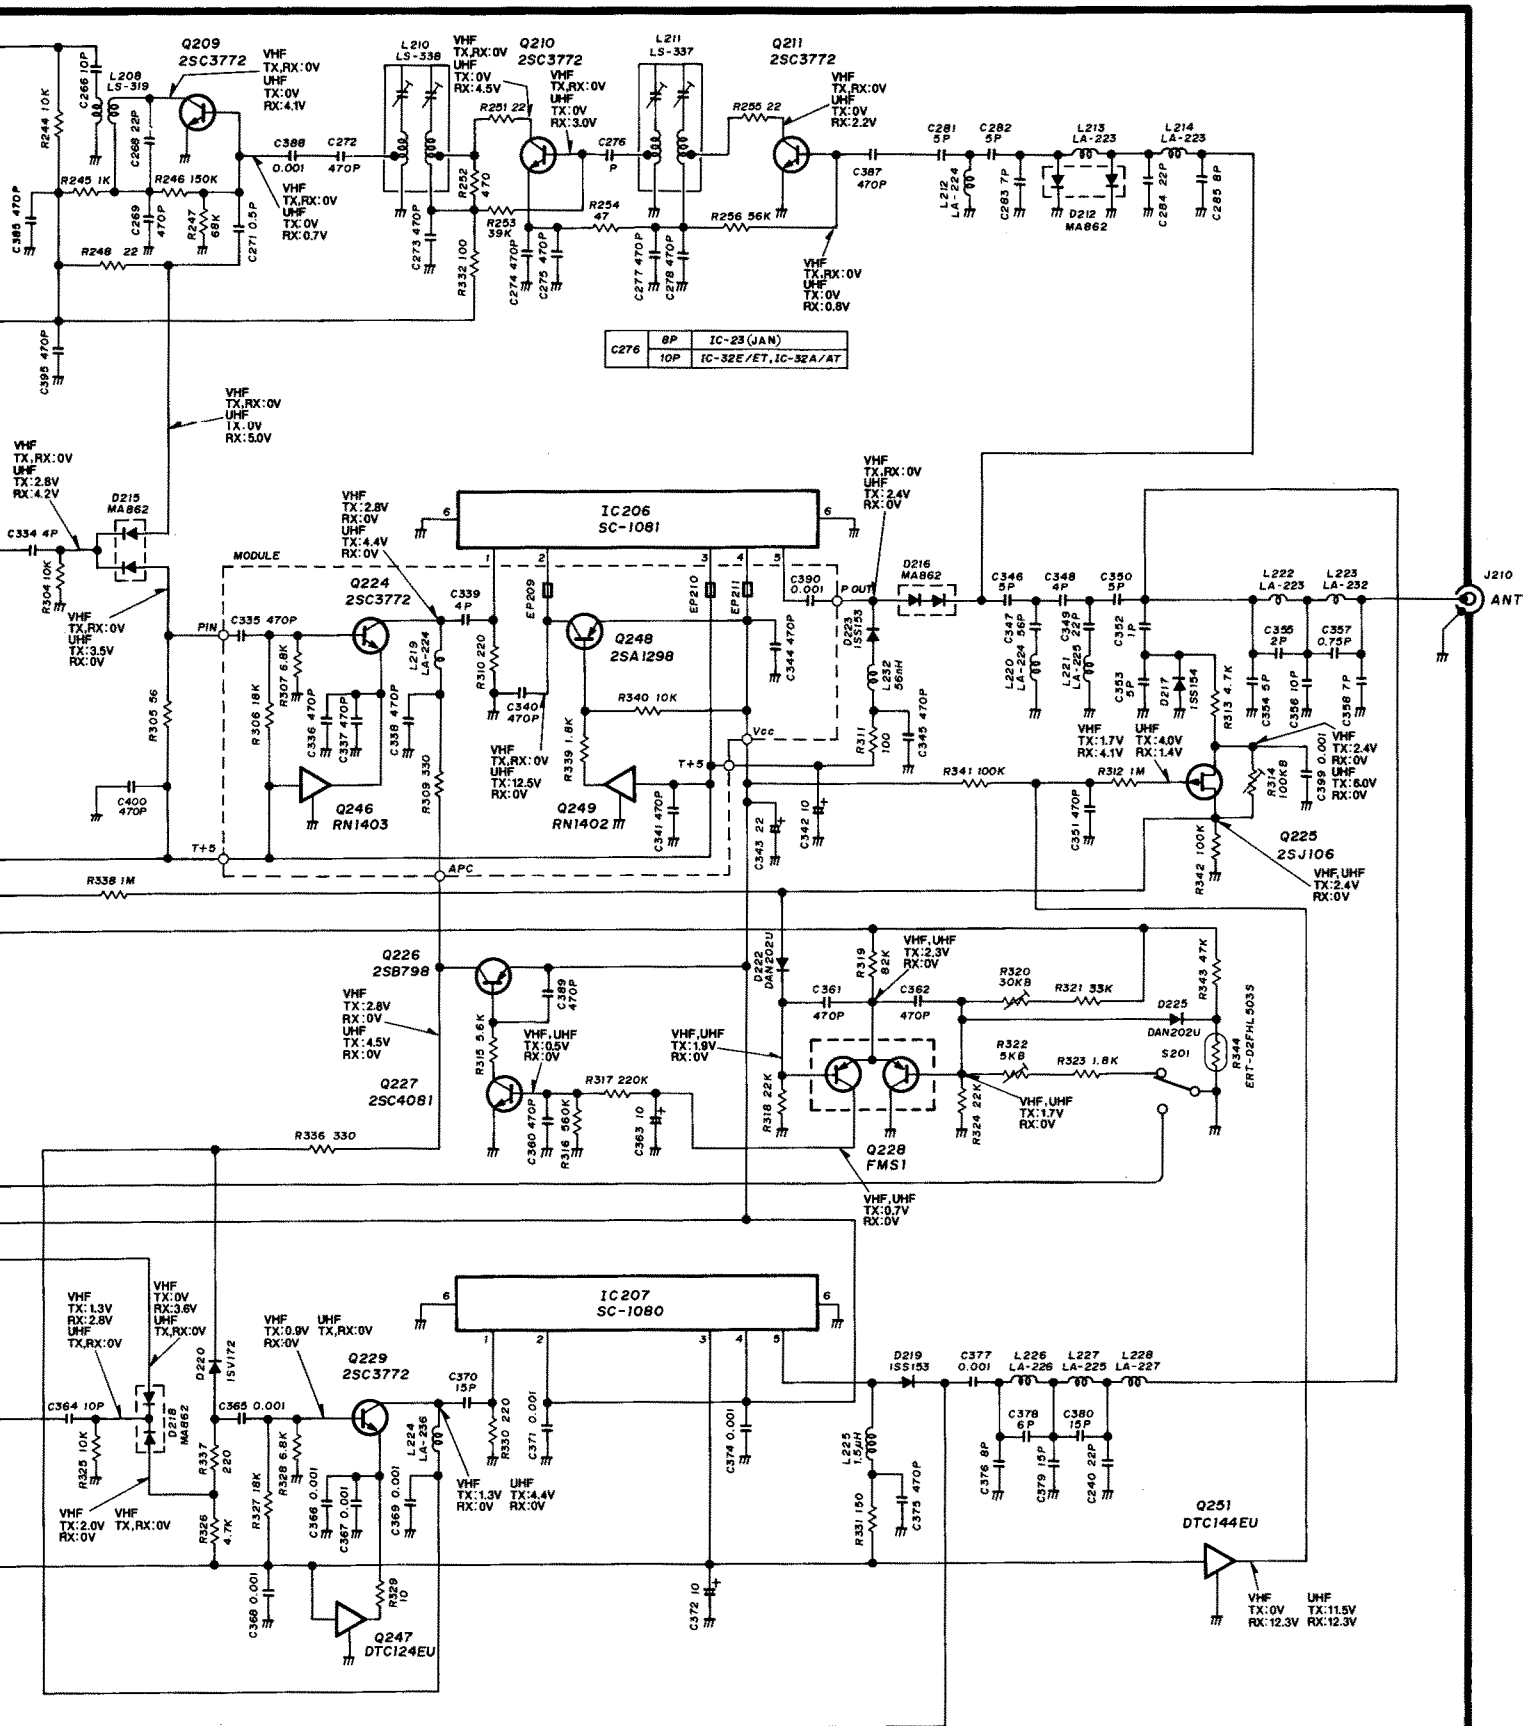 Q209
2SC3772
VHF
TX,RX:0V
UHF
TX:0V
RX:4.1V
L208
LS-319
C266 10P
R244 10K
C268 22P
R245 1K
R246 150K
C269
470P
R247
68K
C271 0.5P
C385 470P
R248 22
C395 470P
VHF
TX,RX:0V
UHF
TX:0V
RX:0.7V
C388
0.001
C272
470P
L210
LS-338
VHF
TX,RX:0V
UHF
TX:0V
RX:4.5V
Q210
2SC3772
VHF
TX,RX:0V
UHF
TX:0V
RX:3.0V
R251 22
R252
470
R253
39K
C273 470P
R332 100
C274 470P
C275 470P
C276
P
R254
47
L211
LS-337
C277 470P
C278 470P
R255 22
R256 56K
Q211
2SC3772
VHF
TX,RX:0V
UHF
TX:0V
RX:2.2V
VHF
TX,RX:0V
UHF
TX:0V
RX:0.8V
C387
470P
C281
5P
C282
5P
L212
LA-224
C283 7P
L213
LA-223
D212
MA862
L214
LA-223
C284 22P
C285 8P
C276
8P IC-23(JAN)
10P IC-32E/ET,IC-32A/AT
VHF
TX,RX:0V
UHF
TX:0V
RX:5.0V
VHF
TX,RX:0V
UHF
TX:2.8V
RX:4.2V
C334 4P
R304 10K
D215
MA862
VHF
TX,RX:0V
UHF
TX:3.5V
RX:0V
R305 56
C400
470P
T+5
MODULE
PIN
C335 470P
R306 18K
R307 6.8K
Q224
2SC3772
VHF
TX:2.8V
RX:0V
UHF
TX:4.4V
RX:0V
C336 470P
C337 470P
Q246
RN1403
C338 470P
L219
LA-224
R309 330
C339
4P
R310 220
C340
470P
VHF
TX,RX:0V
UHF
TX:12.5V
RX:0V
IC206
SC-1081
6
6
1
2
3
4
5
EP209
EP210
EP211
Q248
2SA1298
R340 10K
R339 1.8K
Q249
RN1402
C341 470P
C344 470P
C390
0.001
P OUT
Vcc
T+5
APC
C343 22
C342 10
VHF
TX,RX:0V
UHF
TX:2.4V
RX:0V
D216
MA862
D223
1SS153
L232
56nH
R311
100
C345 470P
C346
5P
C347
56P
L220
LA-224
C348
4P
C349
22P
L221
LA-225
C350
5P
C352
1P
C353
5P
D217
1SS154
R313 4.7K
L222
LA-223
L223
LA-232
C355
2P
C357
0.75P
C354 5P
C356 10P
C358 7P
J210
ANT
VHF
TX:1.7V
RX:4.1V
UHF
TX:4.0V
RX:1.4V
R341 100K
R312 1M
C351 470P
R314
100KB
C399 0.001
VHF
TX:2.4V
RX:0V
UHF
TX:6.0V
RX:0V
Q225
2SJ106
R342 100K
VHF,UHF
TX:2.4V
RX:0V
R338 1M
Q226
2SB798
C389
470P
VHF
TX:2.8V
RX:0V
UHF
TX:4.5V
RX:0V
R315 5.6K
VHF,UHF
TX:0.5V
RX:0V
Q227
2SC4081
C360 470P
R316 560K
R317 220K
C363 10
VHF,UHF
TX:1.9V
RX:0V
D222
DAN202U
R318 22K
R319
82K
VHF,UHF
TX:2.3V
RX:0V
C361
470P
C362
470P
Q228
FMS1
VHF,UHF
TX:0.7V
RX:0V
VHF,UHF
TX:1.7V
RX:0V
R324 22K
R320
30KB
R321 33K
R322
5KB
R323 1.8K
D225
DAN202U
S201
R343 47K
R344
ERT-D2FHL503S
R336 330
VHF
TX:1.3V
RX:2.8V
UHF
TX,RX:0V
VHF
TX:0V
RX:3.6V
UHF
TX,RX:0V
C364 10P
R325 10K
D218
MA862
VHF
TX:2.0V
RX:0V
VHF
TX,RX:0V
D220
1SV172
C365 0.001
R337
220
R326
4.7K
R327 18K
R328 6.8K
C368 0.001
VHF
TX:0.9V
RX:0V
UHF
TX,RX:0V
Q229
2SC3772
C366 0.001
C367 0.001
R329
10
Q247
DTC124EU
C369 0.001
L224
LA-236
C370
15P
VHF
TX:1.3V
RX:0V
UHF
TX:4.4V
RX:0V
R330 220
C371 0.001
IC207
SC-1080
6
6
1
2
3
4
5
C372 10
C374 0.001
L225
1.5μH
R331 150
C375 470P
D219
1SS153
C377
0.001
L226
LA-226
L227
LA-225
L228
LA-227
C378
6P
C380
15P
C376 8P
C379 15P
C240 22P
Q251
DTC144EU
VHF
TX:0V
RX:12.3V
UHF
TX:11.5V
RX:12.3V